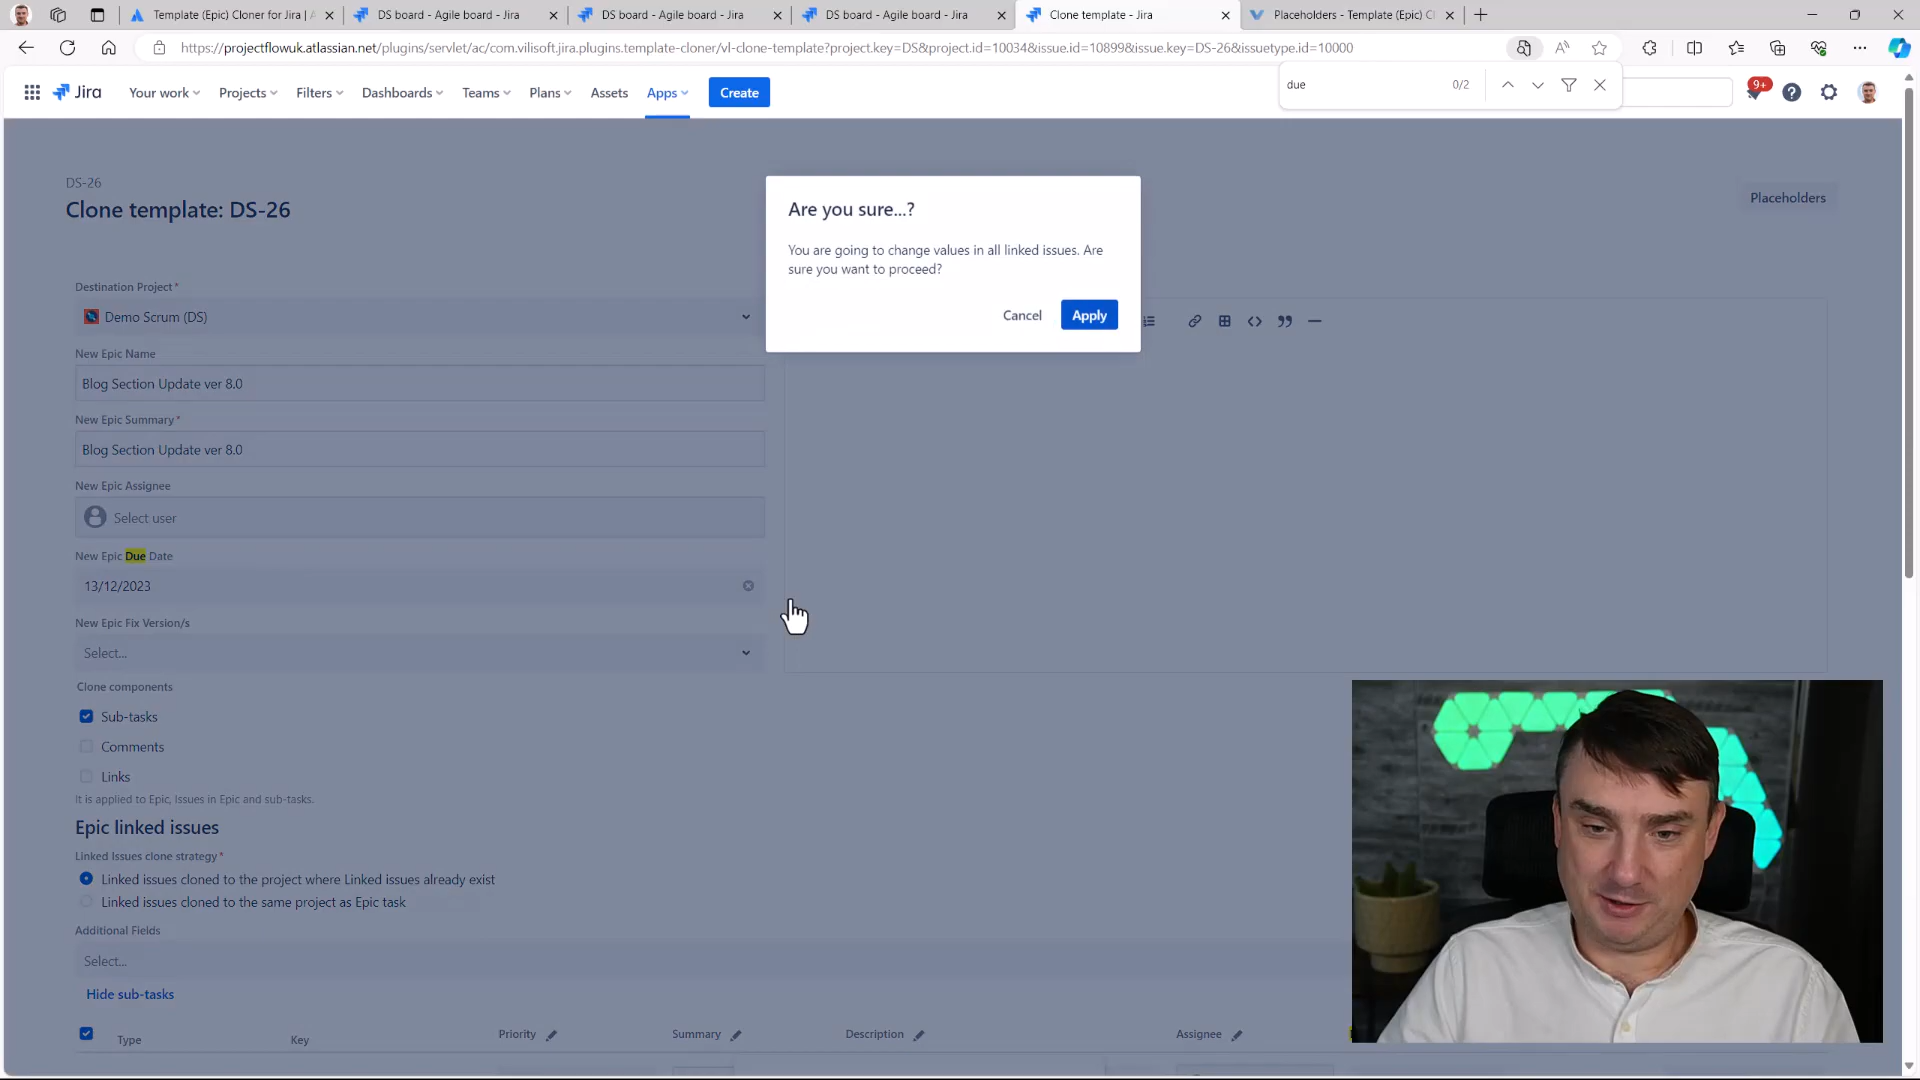 Template (Epic) Cloner for Jira | A
DS board - Agile board - Jira
DS board - Agile board - Jira
DS board - Agile board - Jira
Clone template - Jira
Placeholders - Template (Epic) C
https://projectflowuk.atlassian.net/plugins/servlet/ac/com.vilisoft.jira.plugins.template-cloner/vl-clone-template?project.key=DS&project.id=10034&issue.id=10899&issue.key=DS-26&issuetype.id=10000
due
0/2
Jira
Your work
Projects
Filters
Dashboards
Teams
Plans
Assets
Apps
Create
9+
DS-26
Clone template: DS-26
Placeholders
Are you sure...?
You are going to change values in all linked issues. Are
sure you want to proceed?
Cancel
Apply
Destination Project*
Demo Scrum (DS)
New Epic Name
Blog Section Update ver 8.0
New Epic Summary*
Blog Section Update ver 8.0
New Epic Assignee
Select user
New Epic Due Date
13/12/2023
New Epic Fix Version/s
Select...
Clone components
Sub-tasks
Comments
Links
It is applied to Epic, Issues in Epic and sub-tasks.
Epic linked issues
Linked Issues clone strategy*
Linked issues cloned to the project where Linked issues already exist
Linked issues cloned to the same project as Epic task
Additional Fields
Select...
Hide sub-tasks
Type
Key
Priority
Summary
Description
Assignee